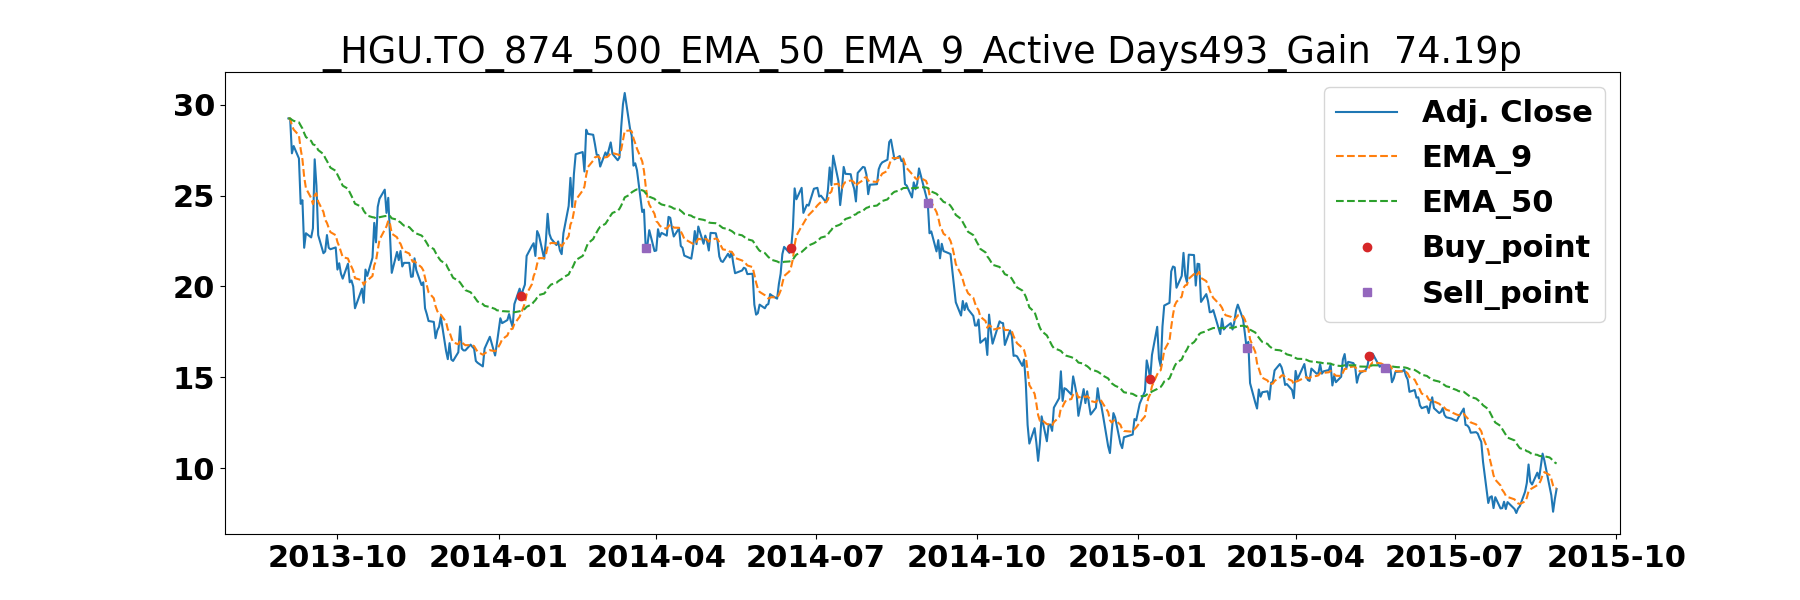 _HGU.TO_874_500_EMA_50_EMA_9_Active Days493_Gain  74.19p
30
25
20
15
10
Adj. Close
EMA_9
EMA_50
Buy_point
Sell_point
2013-10 2014-01 2014-04 2014-07 2014-10 2015-01 2015-04 2015-07 2015-10